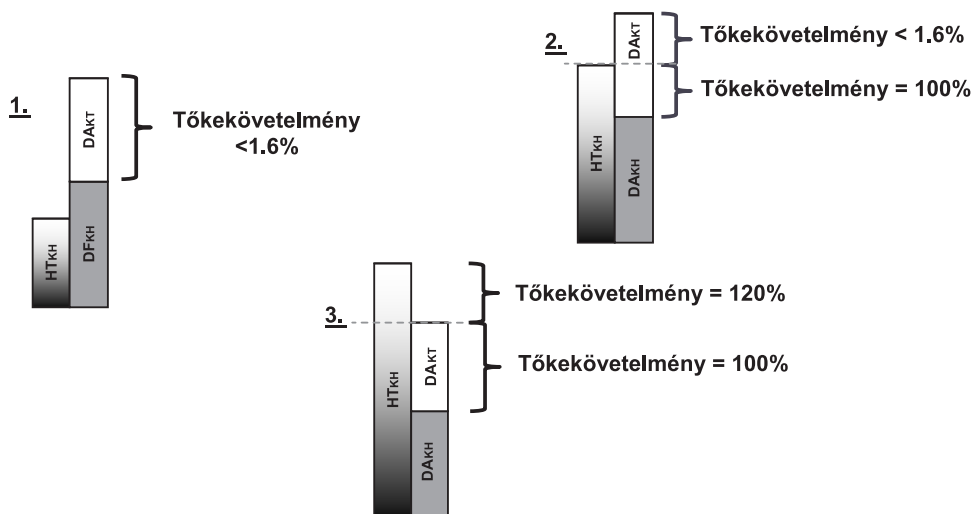 1.
DAKT
DFKH
HTKH
Tőkekövetelmény
<1.6%
2.
DAKT
HTKH
DAKH
Tőkekövetelmény < 1.6%
Tőkekövetelmény = 100%
3.
HTKH
DAKT
DAKH
Tőkekövetelmény = 120%
Tőkekövetelmény = 100%